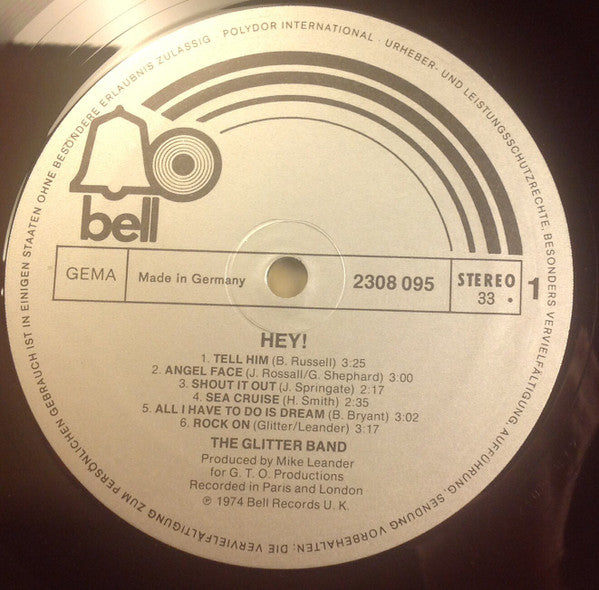 POLYDOR INTERNATIONAL · URHEBER- UND LEISTUNGSSCHUTZRECHTE, BESONDERS VERVIELFÄLTIGUNG, AUFFÜHRUNG, SENDUNG VORBEHALTEN; DIE VERVIELFÄLTIGUNG ZUM PERSÖNLICHEN GEBRAUCH IST IN EINIGEN STAATEN OHNE BESONDERE ERLAUBNIS ZULÄSSIG ·
bell
GEMA Made in Germany 2308 095 STEREO 1
33 ·
HEY!
1. TELL HIM (B. Russell) 3:25
2. ANGEL FACE (J. Rossall/G. Shephard) 3:00
3. SHOUT IT OUT (J. Springate) 2:17
4. SEA CRUISE (H. Smith) 2:35
5. ALL I HAVE TO DO IS DREAM (B. Bryant) 3:02
6. ROCK ON (Glitter/Leander) 3:17
THE GLITTER BAND
Produced by Mike Leander
for G. T. O. Productions
Recorded in Paris and London
℗ 1974 Bell Records U. K.